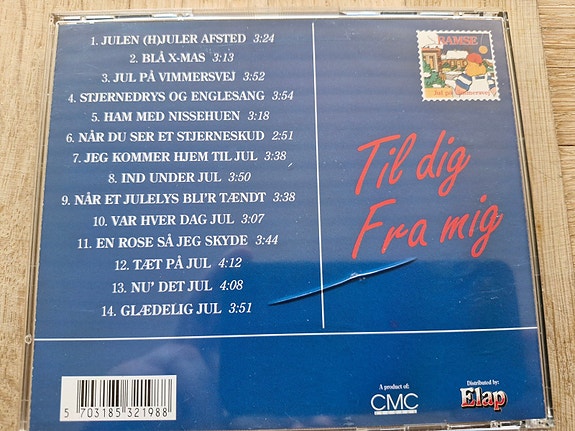 1. JULEN (H)JULER AFSTED 3:24
2. BLÅ X-MAS 3:13
3. JUL PÅ VIMMERSVEJ 3:52
4. STJERNEDRYS OG ENGLESANG 3:54
5. HAM MED NISSEHUEN 3:18
6. NÅR DU SER ET STJERNESKUD 2:51
7. JEG KOMMER HJEM TIL JUL 3:38
8. IND UNDER JUL 3:50
9. NÅR ET JULELYS BLI'R TÆNDT 3:38
10. VAR HVER DAG JUL 3:07
11. EN ROSE SÅ JEG SKYDE 3:44
12. TÆT PÅ JUL 4:12
13. NU' DET JUL 4:08
14. GLÆDELIG JUL 3:51
BAMSE
Jul på Vimmersvej
Til dig
Fra mig
5 703185 321988
A product of:
CMC
Distributed by:
Elap